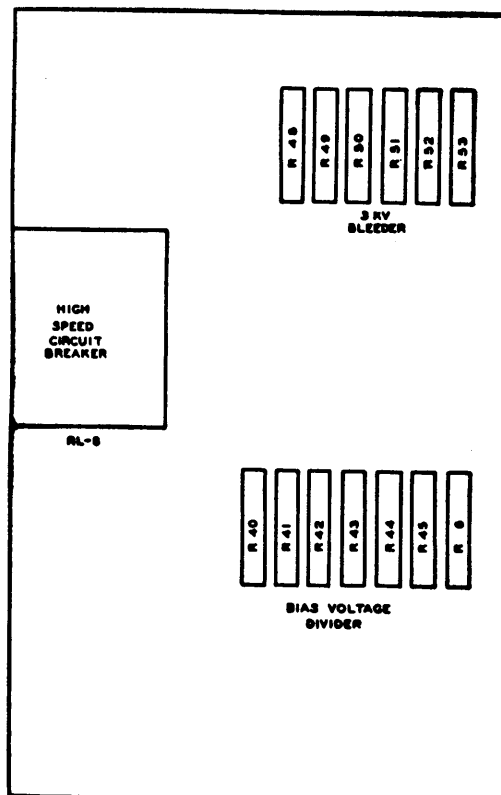 R 48
R 49
R 50
R 51
R 52
R 53
3 KV
BLEEDER
HIGH
SPEED
CIRCUIT
BREAKER
RL-8
R 40
R 41
R 42
R 43
R 44
R 45
R 6
BIAS VOLTAGE
DIVIDER